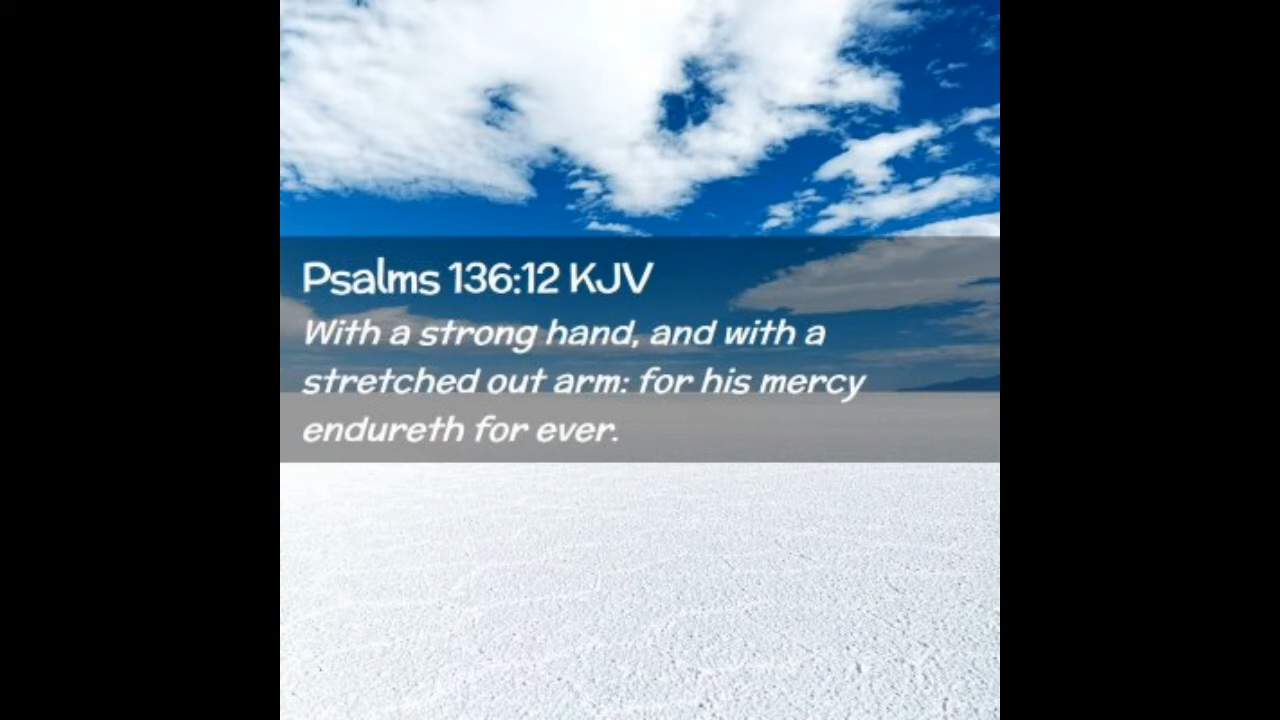 Psalms 136:12 KJV
With a strong hand, and with a
stretched out arm: for his mercy
endureth for ever.